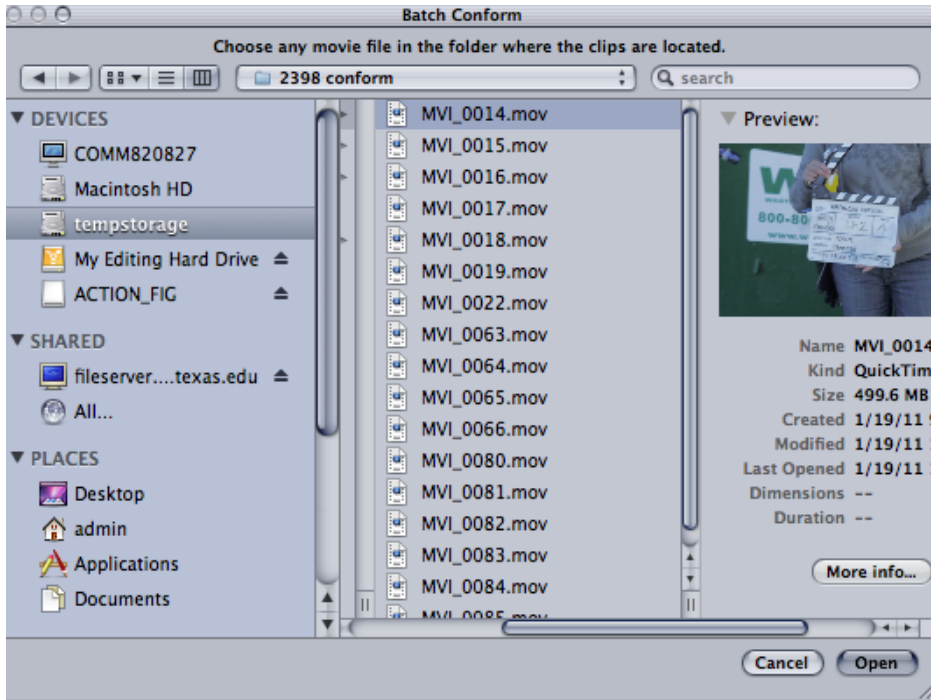 Batch Conform
Choose any movie file in the folder where the clips are located.
2398 conform
search
DEVICES
COMM820827
Macintosh HD
tempstorage
My Editing Hard Drive
ACTION_FIG
SHARED
fileserver....texas.edu
All...
PLACES
Desktop
admin
Applications
Documents
MVI_0014.mov
MVI_0015.mov
MVI_0016.mov
MVI_0017.mov
MVI_0018.mov
MVI_0019.mov
MVI_0022.mov
MVI_0063.mov
MVI_0064.mov
MVI_0065.mov
MVI_0066.mov
MVI_0080.mov
MVI_0081.mov
MVI_0082.mov
MVI_0083.mov
MVI_0084.mov
MVI_0085.mov
Preview:
800-80
Name MVI_0014
Kind QuickTim
Size 499.6 MB
Created 1/19/11
Modified 1/19/11
Last Opened 1/19/11
Dimensions --
Duration --
More info...
Cancel
Open